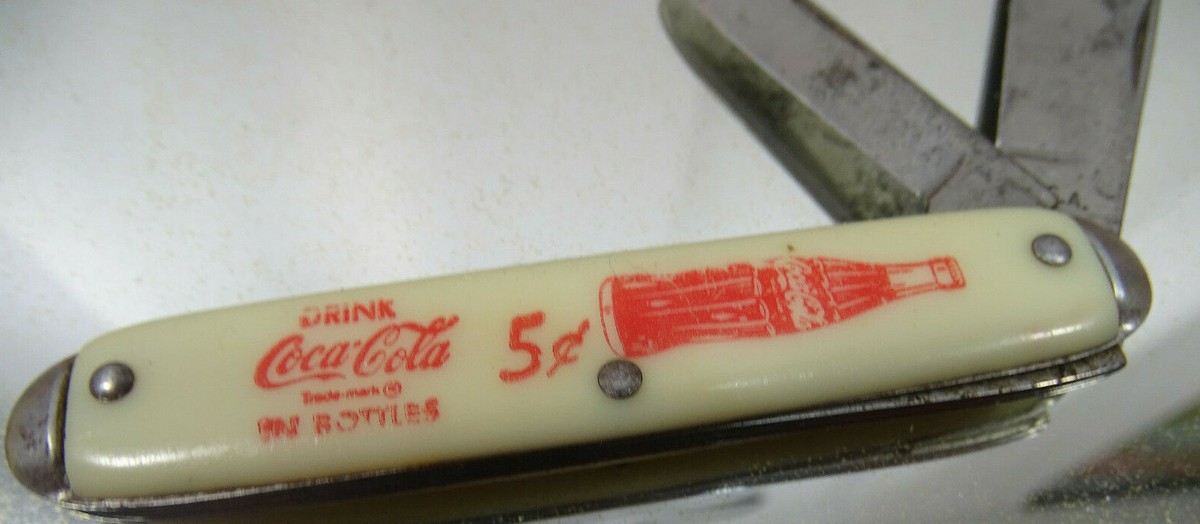 DRINK
Coca-Cola
Trade-mark ®
IN BOTTLES
5¢